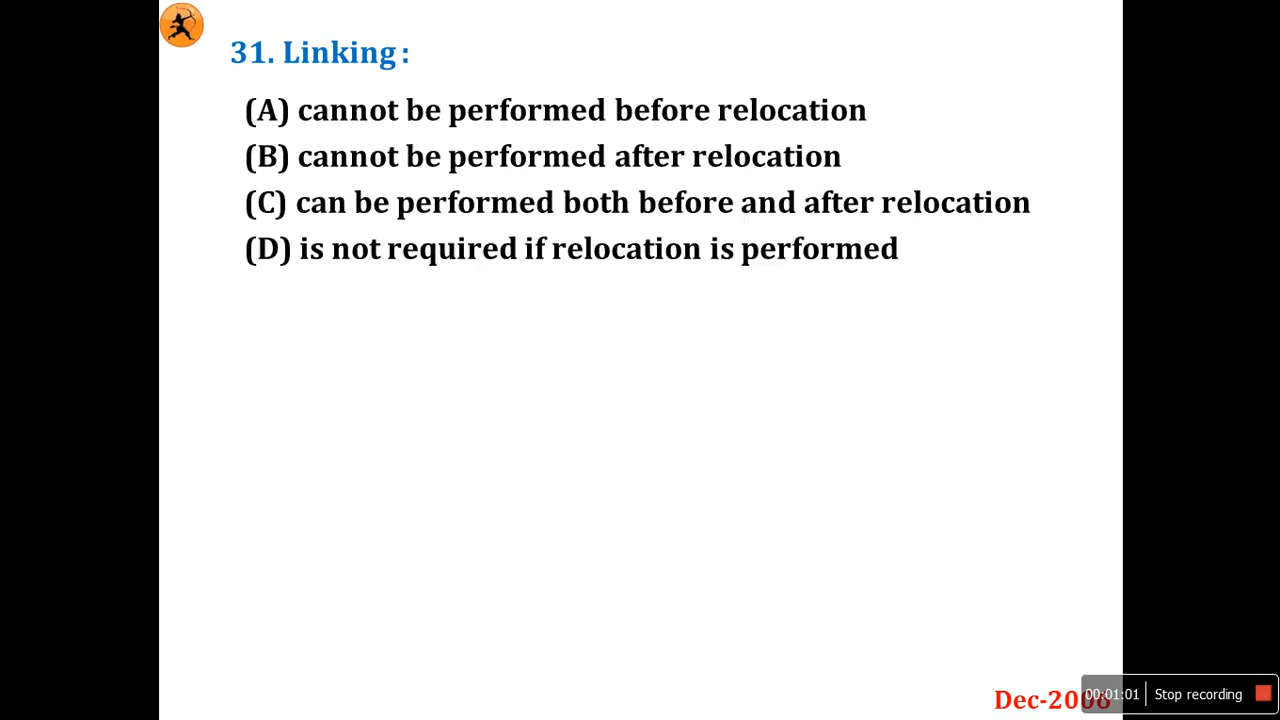 31. Linking :
(A) cannot be performed before relocation
(B) cannot be performed after relocation
(C) can be performed both before and after relocation
(D) is not required if relocation is performed
00:01:01 Stop recording